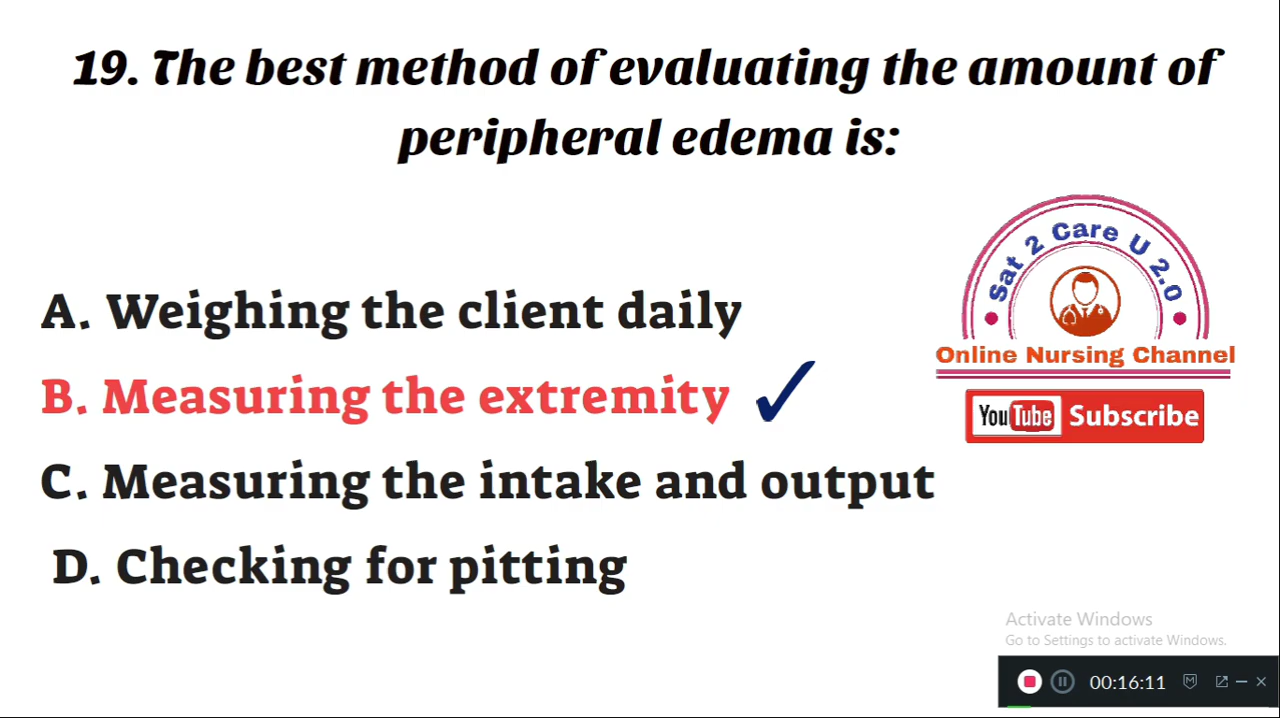 19. The best method of evaluating the amount of
peripheral edema is:
A. Weighing the client daily
B. Measuring the extremity
C. Measuring the intake and output
D. Checking for pitting
Sat 2 Care U 2.0
Online Nursing Channel
YouTube Subscribe
Activate Windows
Go to Settings to activate Windows.
00:16:11